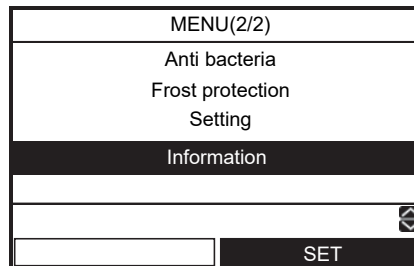 MENU(2/2)
Anti bacteria
Frost protection
Setting
Information
SET